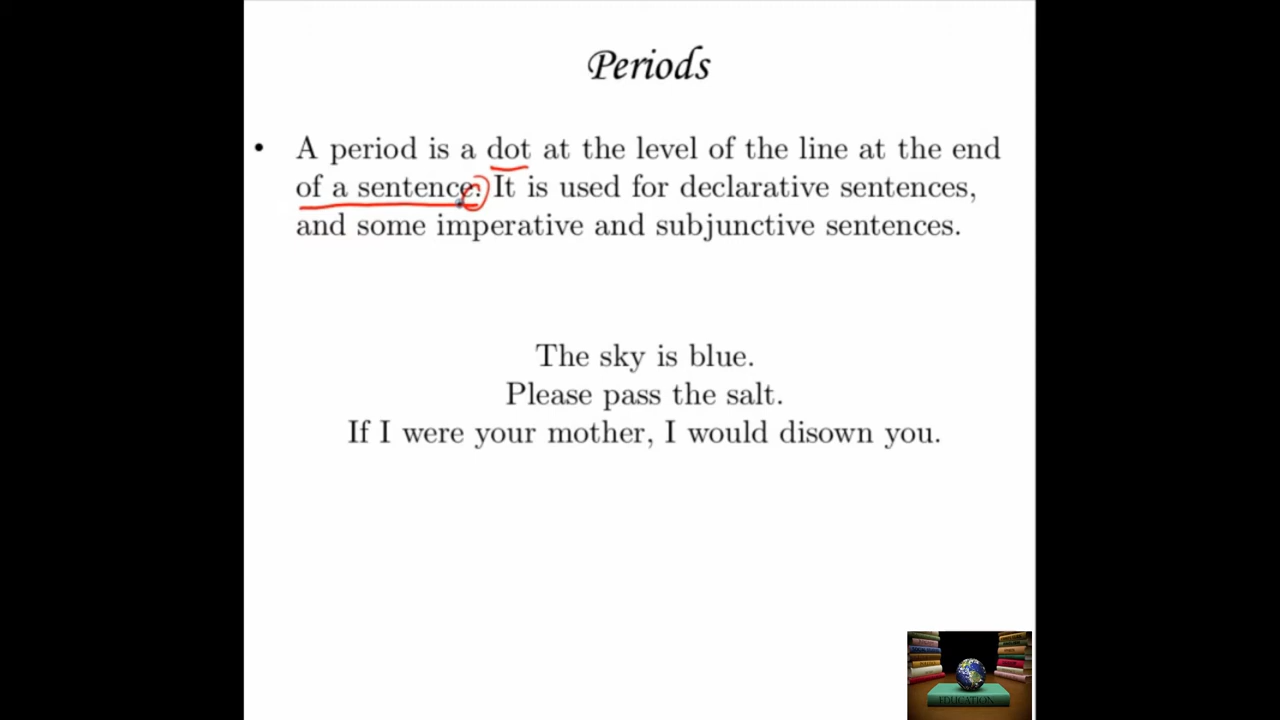 Periods
• A period is a dot at the level of the line at the end
of a sentence. It is used for declarative sentences,
and some imperative and subjunctive sentences.
The sky is blue.
Please pass the salt.
If I were your mother, I would disown you.
EDUCATION